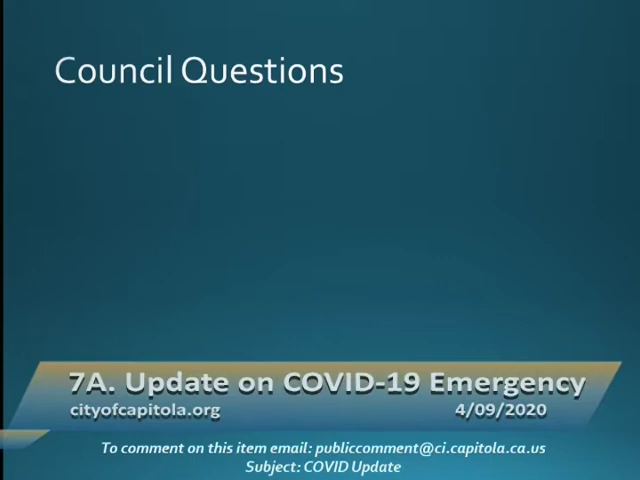 Council Questions
7A. Update on COVID-19 Emergency
cityofcapitola.org 4/09/2020
To comment on this item email: publiccomment@ci.capitola.ca.us
Subject: COVID Update